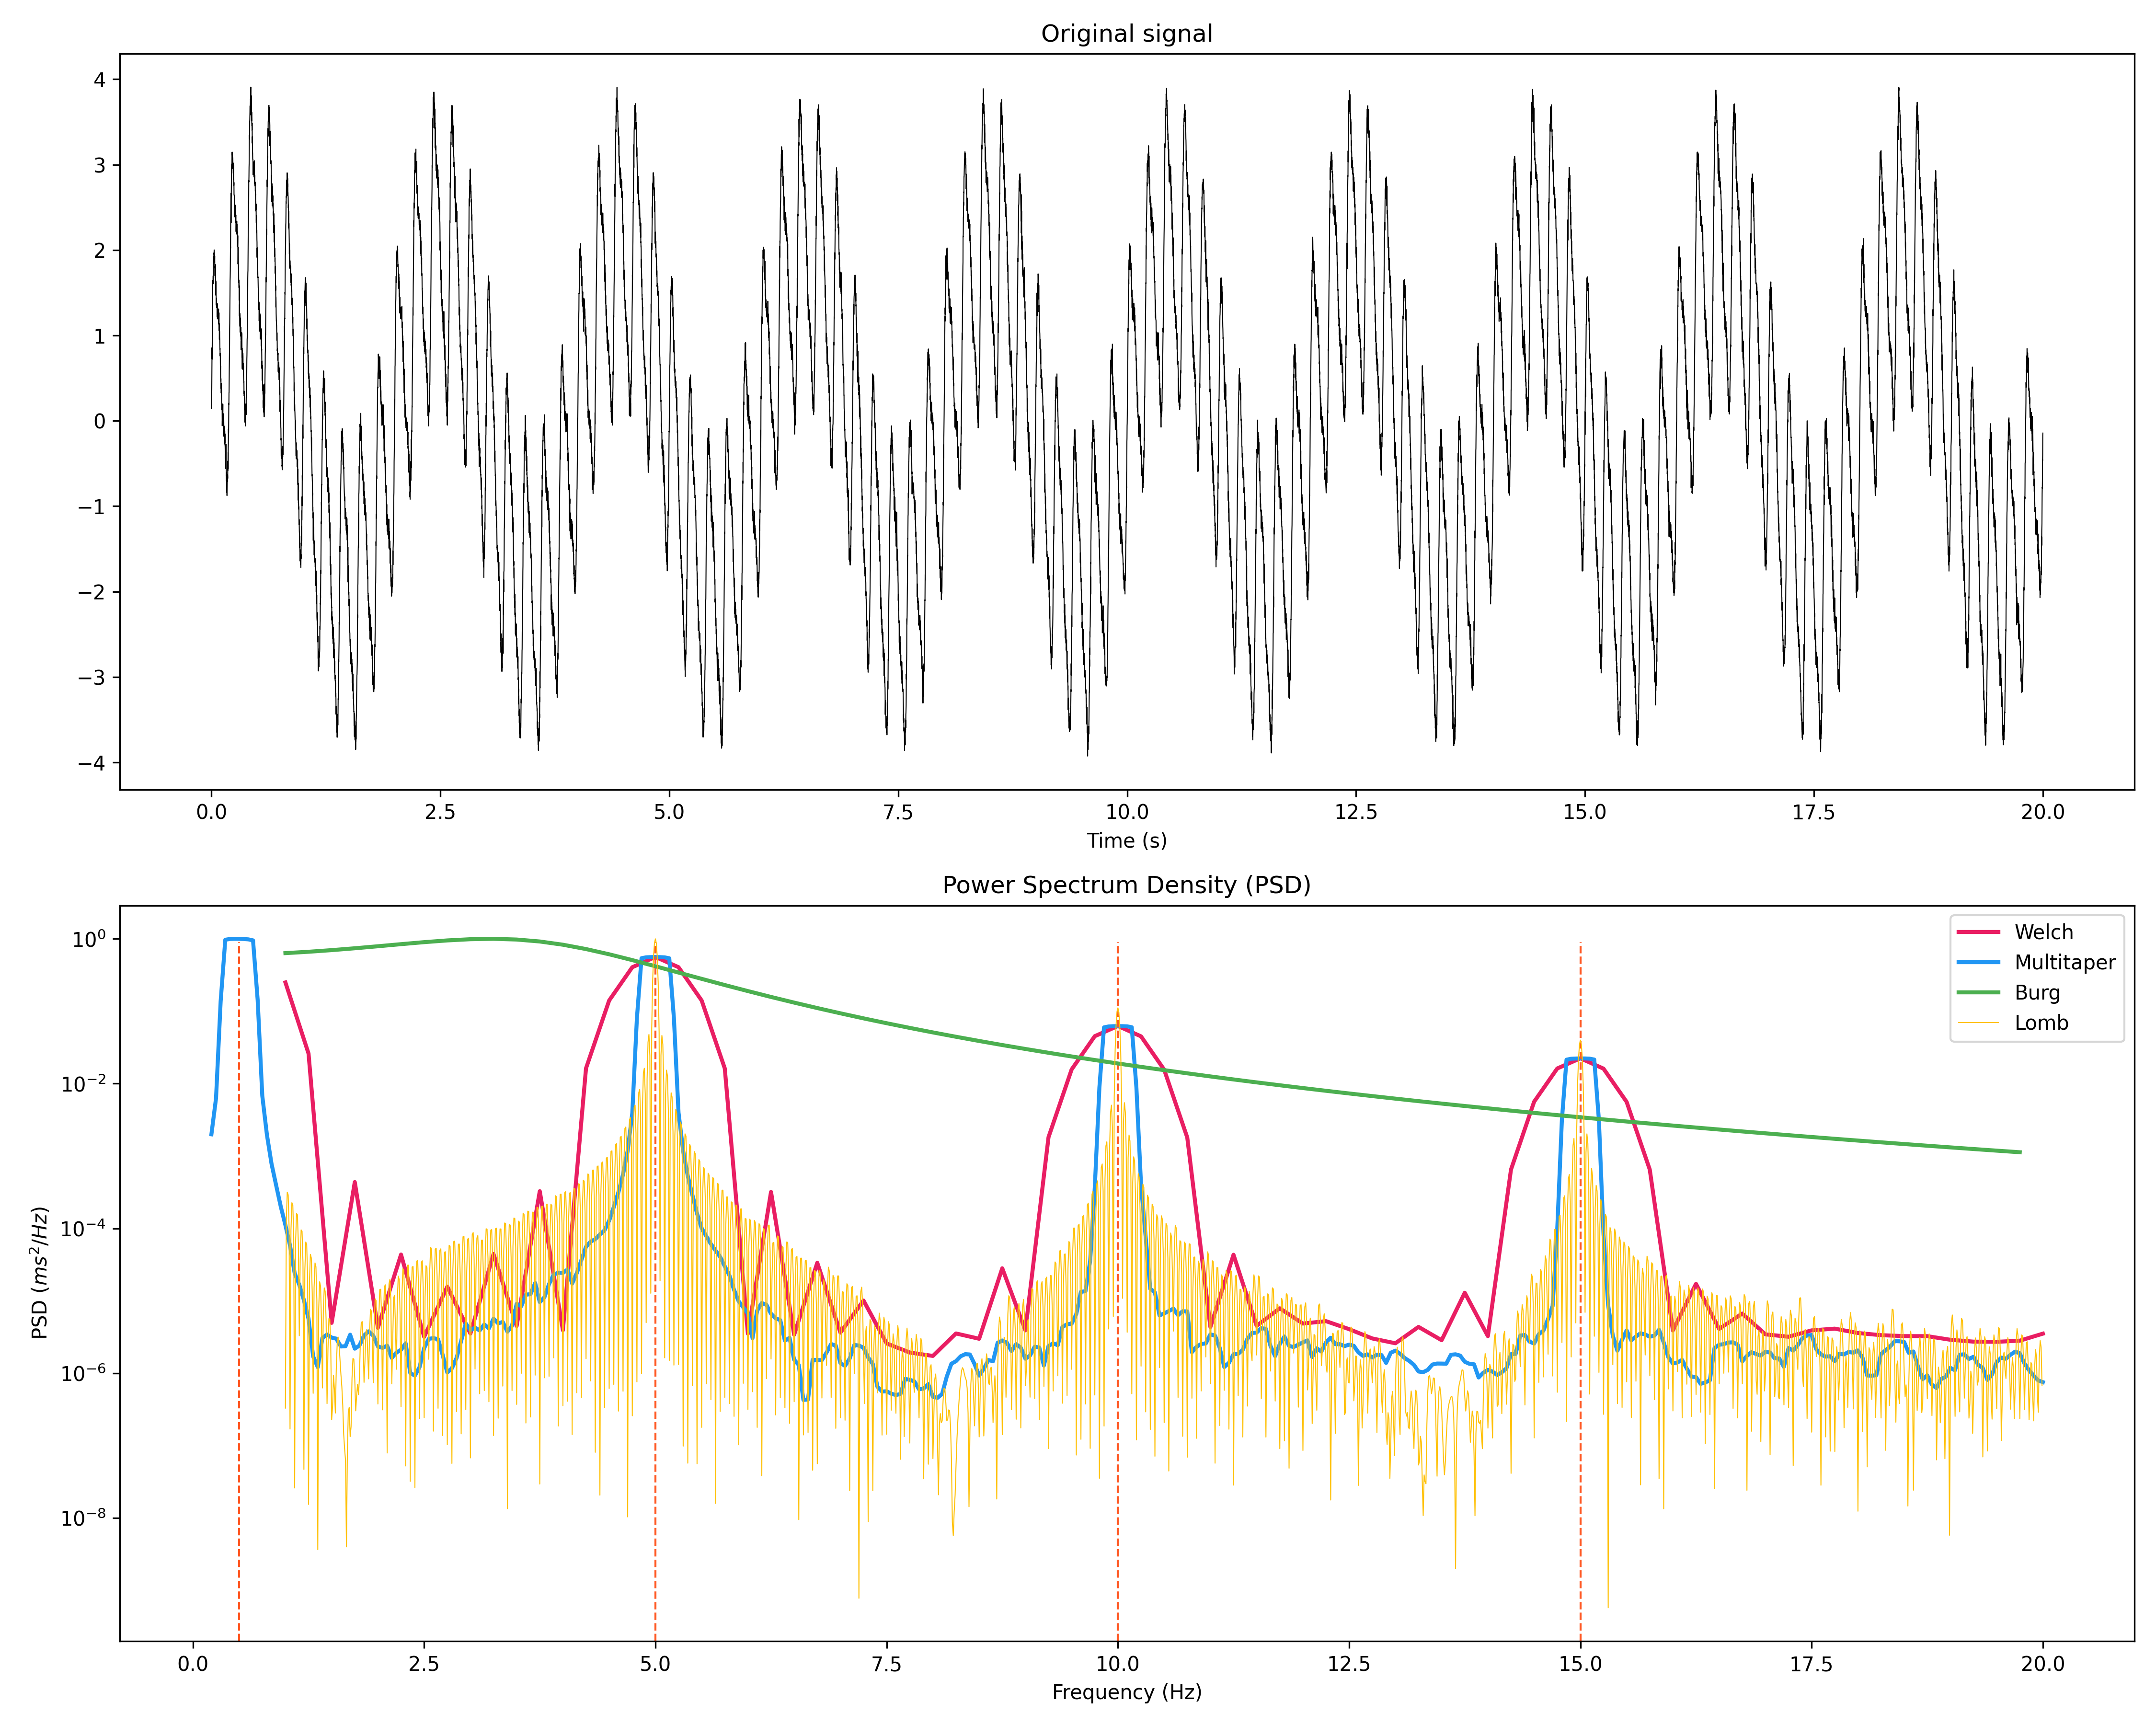 Original signal
4
3
2
1
0
−1
−2
−3
−4
0.0 2.5 5.0 7.5 10.0 12.5 15.0 17.5 20.0
Time (s)
Power Spectrum Density (PSD)
PSD (ms²/Hz)
10⁰
10⁻²
10⁻⁴
10⁻⁶
10⁻⁸
Welch
Multitaper
Burg
Lomb
0.0 2.5 5.0 7.5 10.0 12.5 15.0 17.5 20.0
Frequency (Hz)